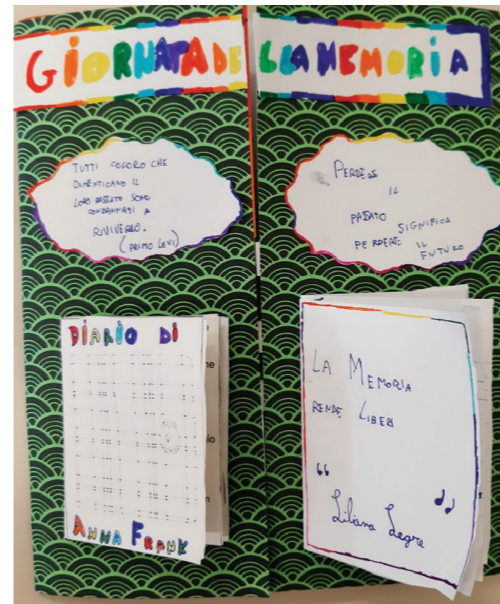 GIORNATA DELLA MEMORIA
TUTTI COLORO CHE
DIMENTICANO IL
LORO PASSATO SONO
CONDANNATI A
RIVIVERLO.
(PRIMO LEVI)
PERDERE
IL
PASSATO
SIGNIFICA
PERDERE IL
FUTURO
DIARIO DI
ANNA FRANK
LA MEMORIA
RENDE LIBERI
“
”
Liliana Segre